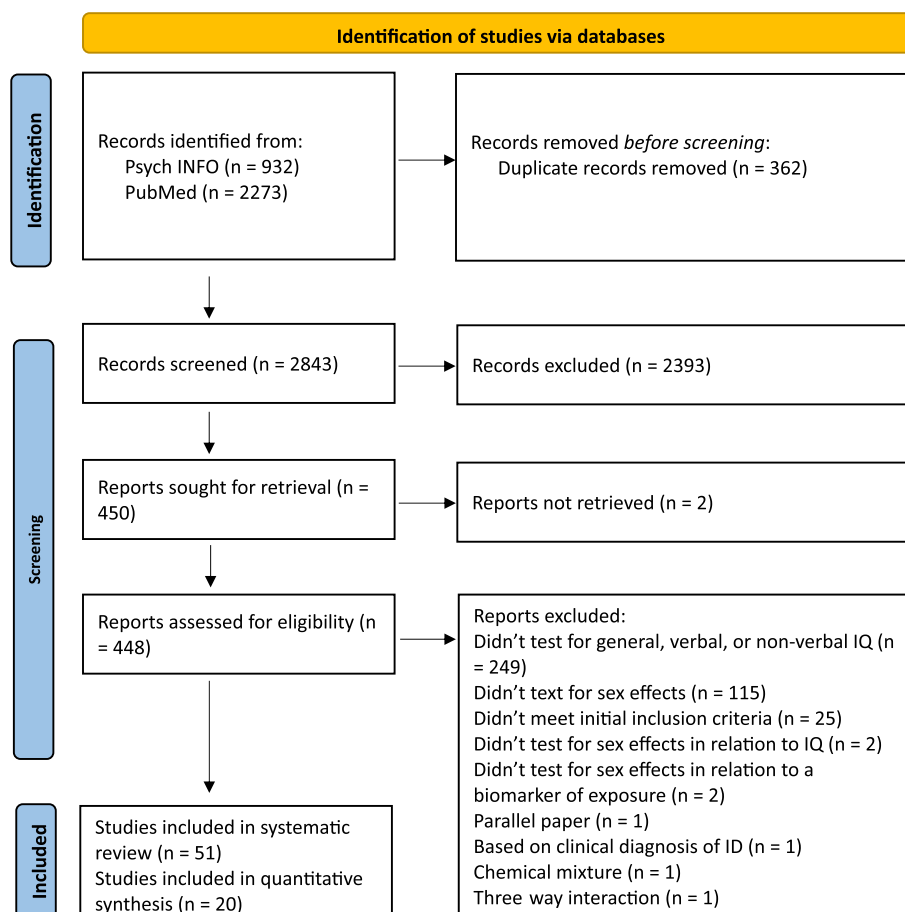 Identification of studies via databases
Identification
Records identified from:
Psych INFO (n = 932)
PubMed (n = 2273)
Records removed before screening:
Duplicate records removed (n = 362)
Screening
Records screened (n = 2843)
Records excluded (n = 2393)
Reports sought for retrieval (n =
450)
Reports not retrieved (n = 2)
Reports assessed for eligibility (n
= 448)
Reports excluded:
Didn’t test for general, verbal, or non-verbal IQ (n
= 249)
Didn’t text for sex effects (n = 115)
Didn’t meet initial inclusion criteria (n = 25)
Didn’t test for sex effects in relation to IQ (n = 2)
Didn’t test for sex effects in relation to a
biomarker of exposure (n = 2)
Parallel paper (n = 1)
Based on clinical diagnosis of ID (n = 1)
Chemical mixture (n = 1)
Three way interaction (n = 1)
Included
Studies included in systematic
review (n = 51)
Studies included in quantitative
synthesis (n = 20)